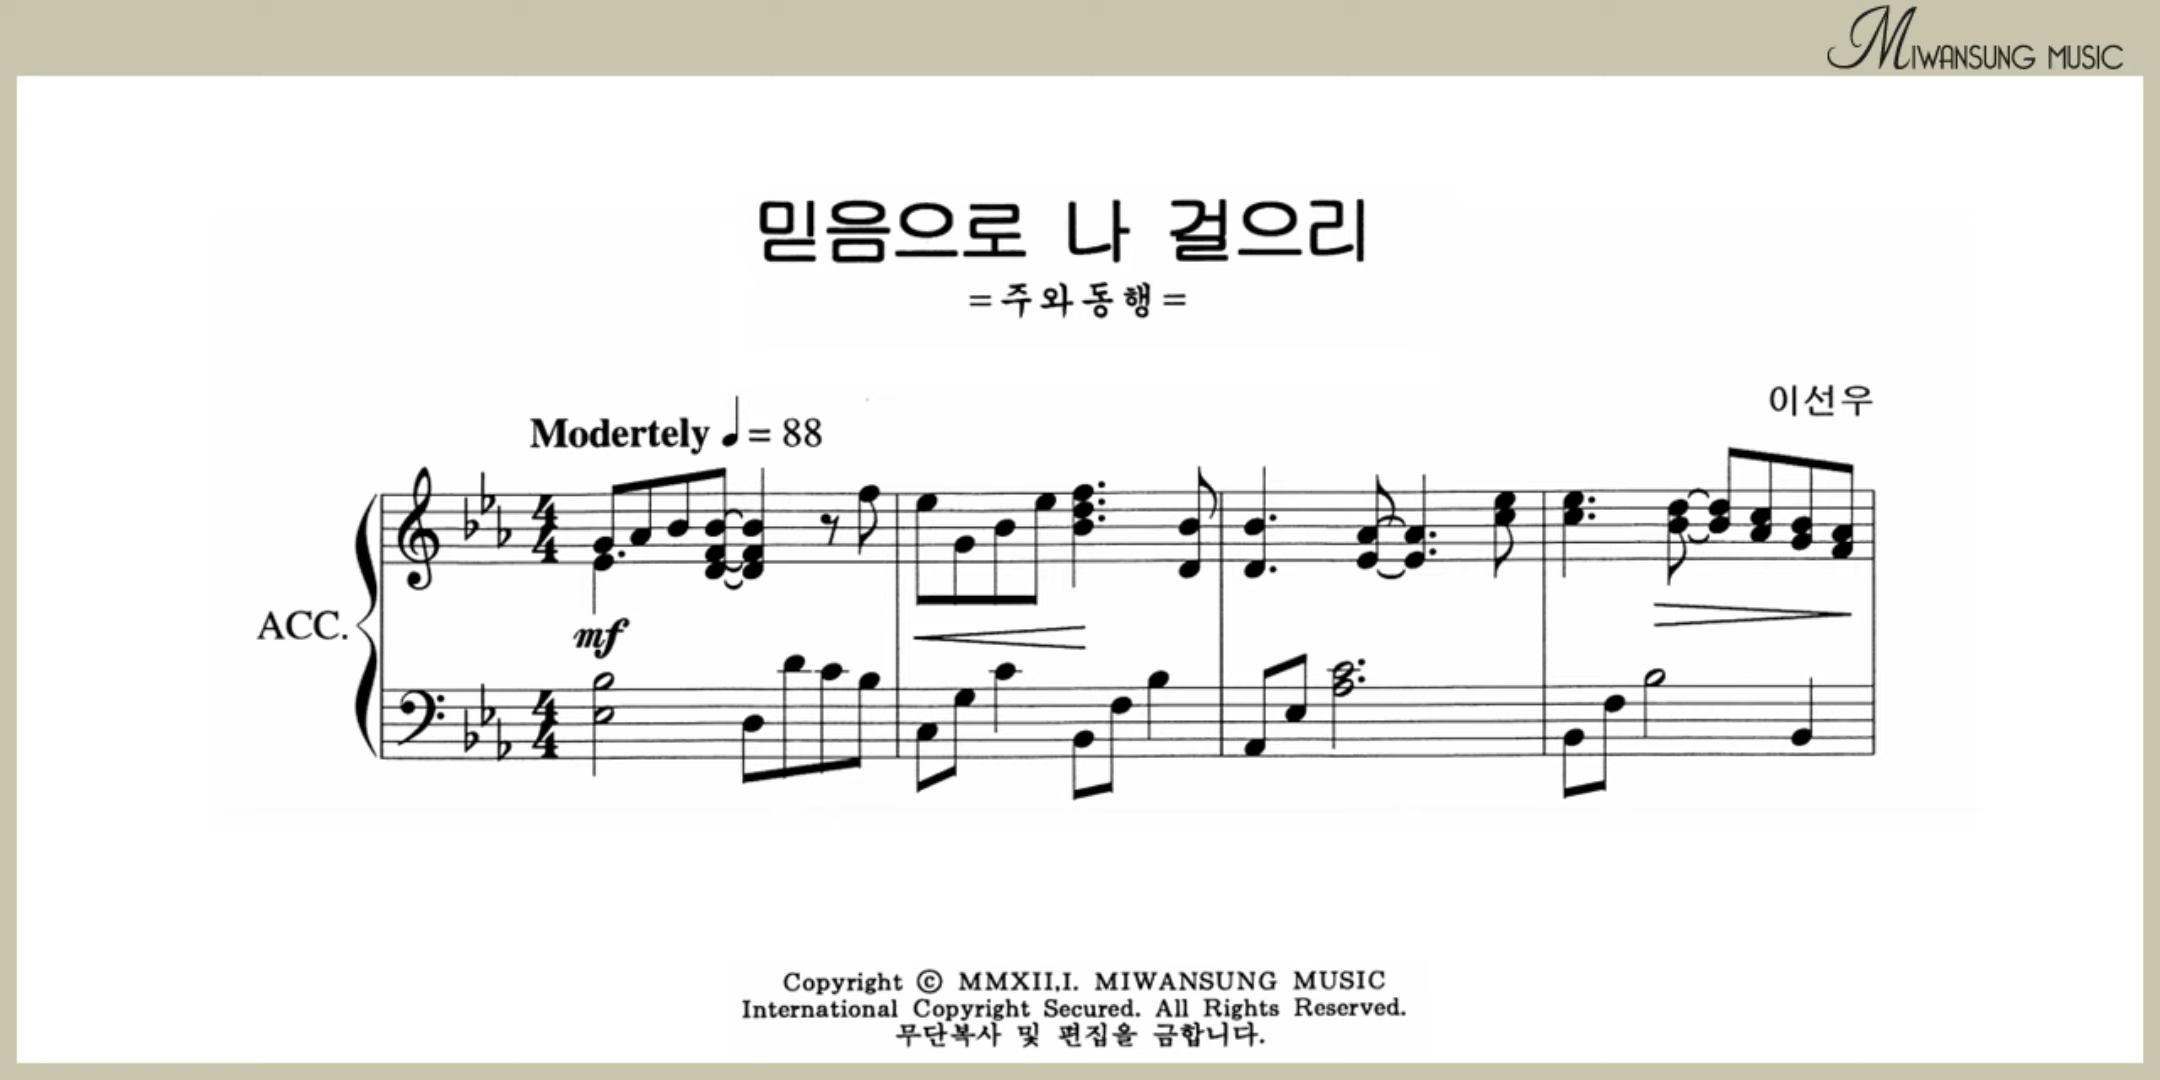 MIWANSUNG MUSIC
믿음으로 나 걸으리
=주와동행=
이선우
Modertely ♩= 88
ACC.
mf
Copyright ⓒ MMXII,I. MIWANSUNG MUSIC
International Copyright Secured. All Rights Reserved.
무단복사 및 편집을 금합니다.